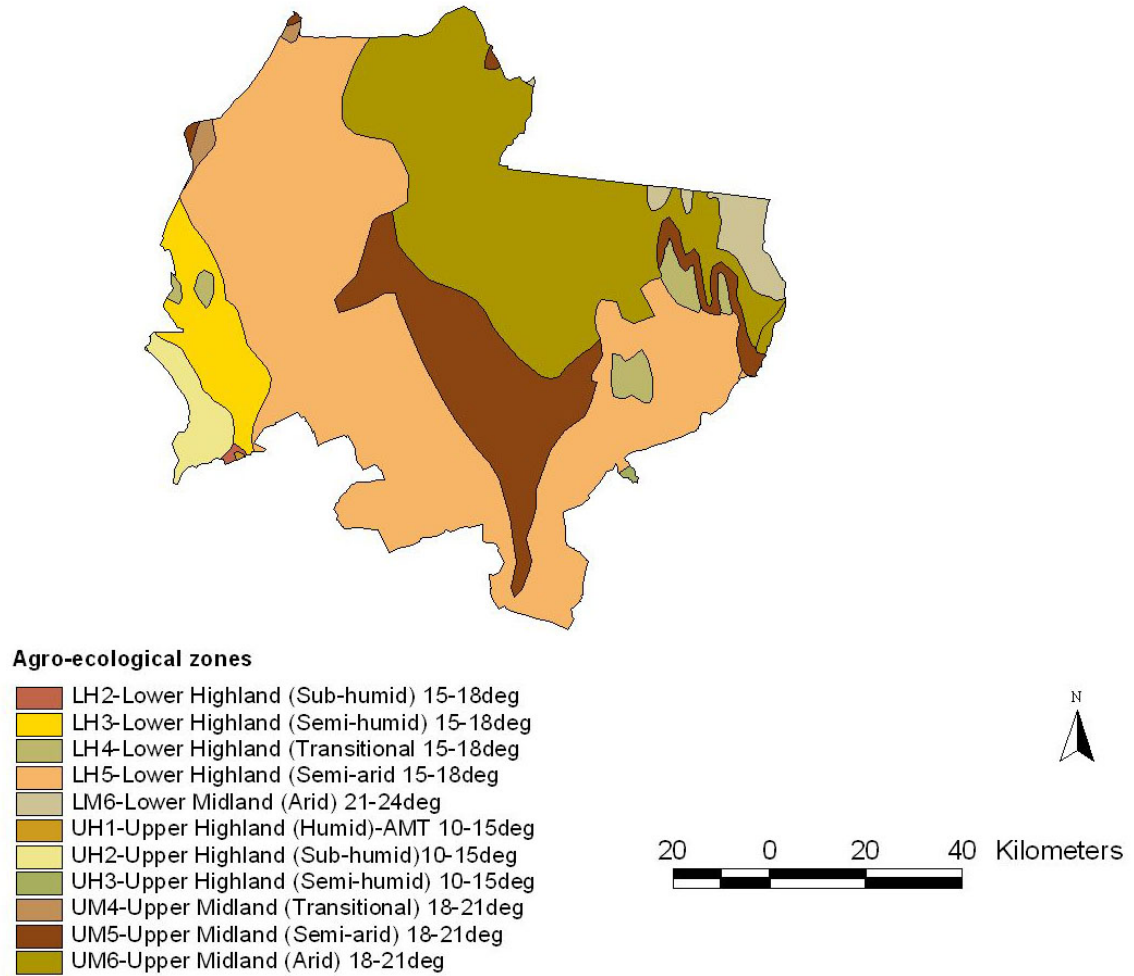 Agro-ecological zones
LH2-Lower Highland (Sub-humid) 15-18deg
LH3-Lower Highland (Semi-humid) 15-18deg
LH4-Lower Highland (Transitional 15-18deg
LH5-Lower Highland (Semi-arid 15-18deg
LM6-Lower Midland (Arid) 21-24deg
UH1-Upper Highland (Humid)-AMT 10-15deg
UH2-Upper Highland (Sub-humid)10-15deg
UH3-Upper Highland (Semi-humid) 10-15deg
UM4-Upper Midland (Transitional) 18-21deg
UM5-Upper Midland (Semi-arid) 18-21deg
UM6-Upper Midland (Arid) 18-21deg
N
20 0 20 40 Kilometers